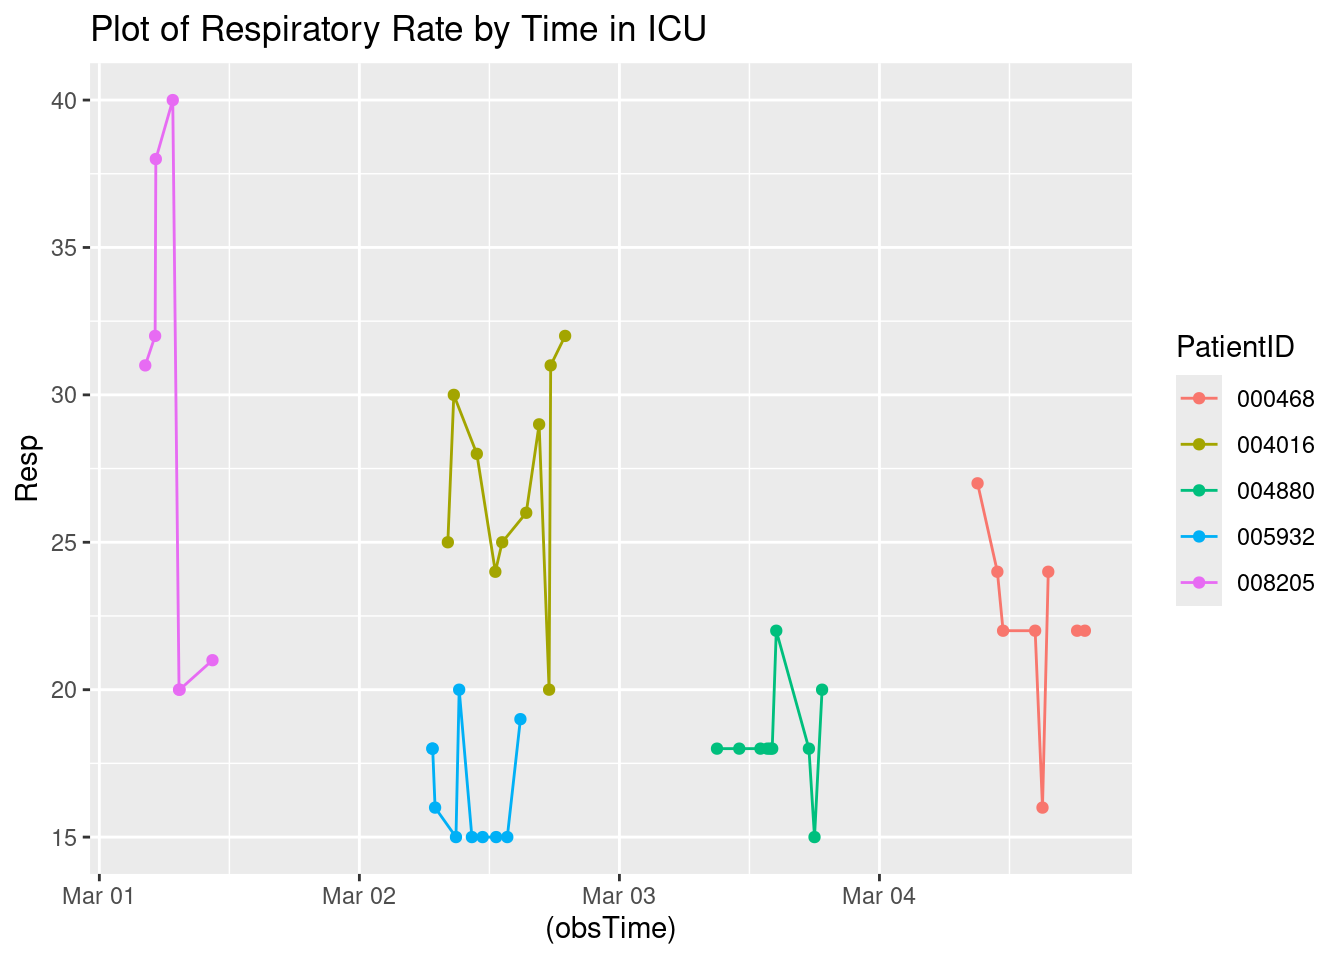 Plot of Respiratory Rate by Time in ICU
40
35
30
25
20
15
Resp
Mar 01
Mar 02
Mar 03
Mar 04
(obsTime)
PatientID
000468
004016
004880
005932
008205